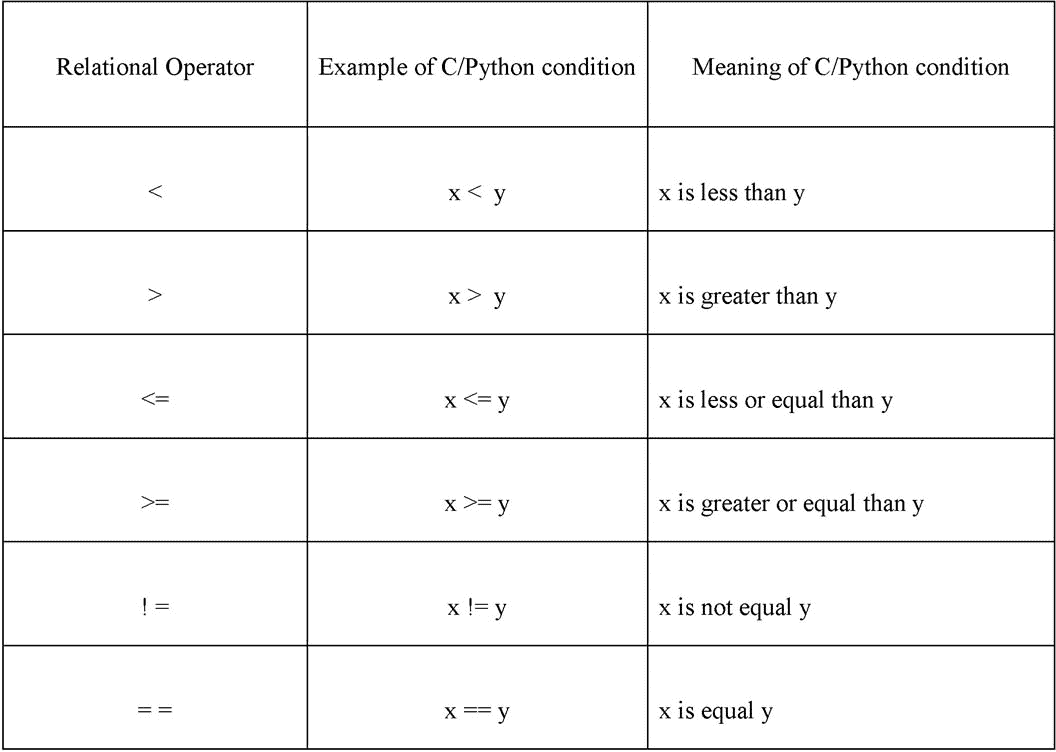 Relational Operator Example of C/Python condition Meaning of C/Python condition
< x < y x is less than y
> x > y x is greater than y
<= x <= y x is less or equal than y
>= x >= y x is greater or equal than y
! = x != y x is not equal y
= = x == y x is equal y